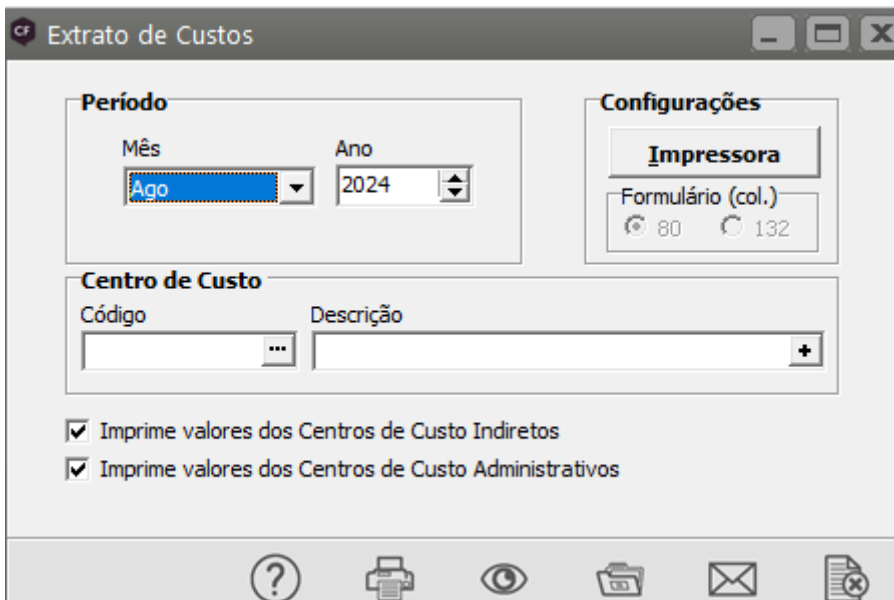 CF Extrato de Custos
Período
Mês Ano
Ago 2024
Configurações
Impressora
Formulário (col.)
80 132
Centro de Custo
Código Descrição
Imprime valores dos Centros de Custo Indiretos
Imprime valores dos Centros de Custo Administrativos